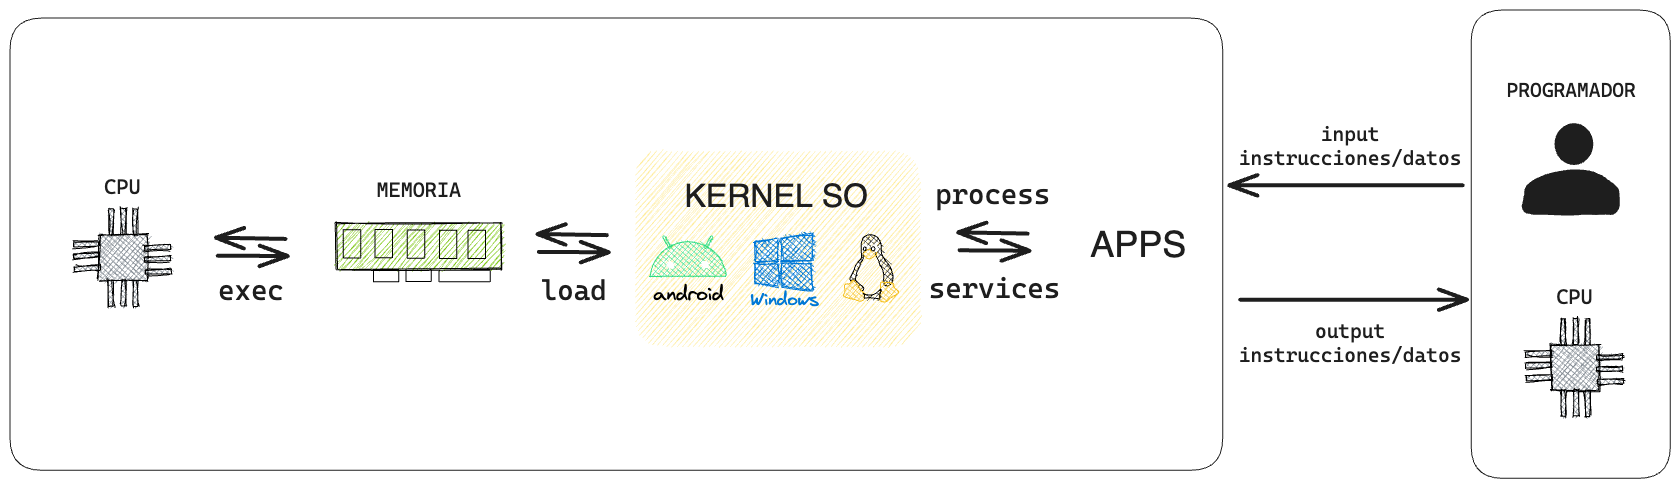 CPU
exec
MEMORIA
load
KERNEL SO
android
Windows
process
services
APPS
input
instrucciones/datos
output
instrucciones/datos
PROGRAMADOR
CPU